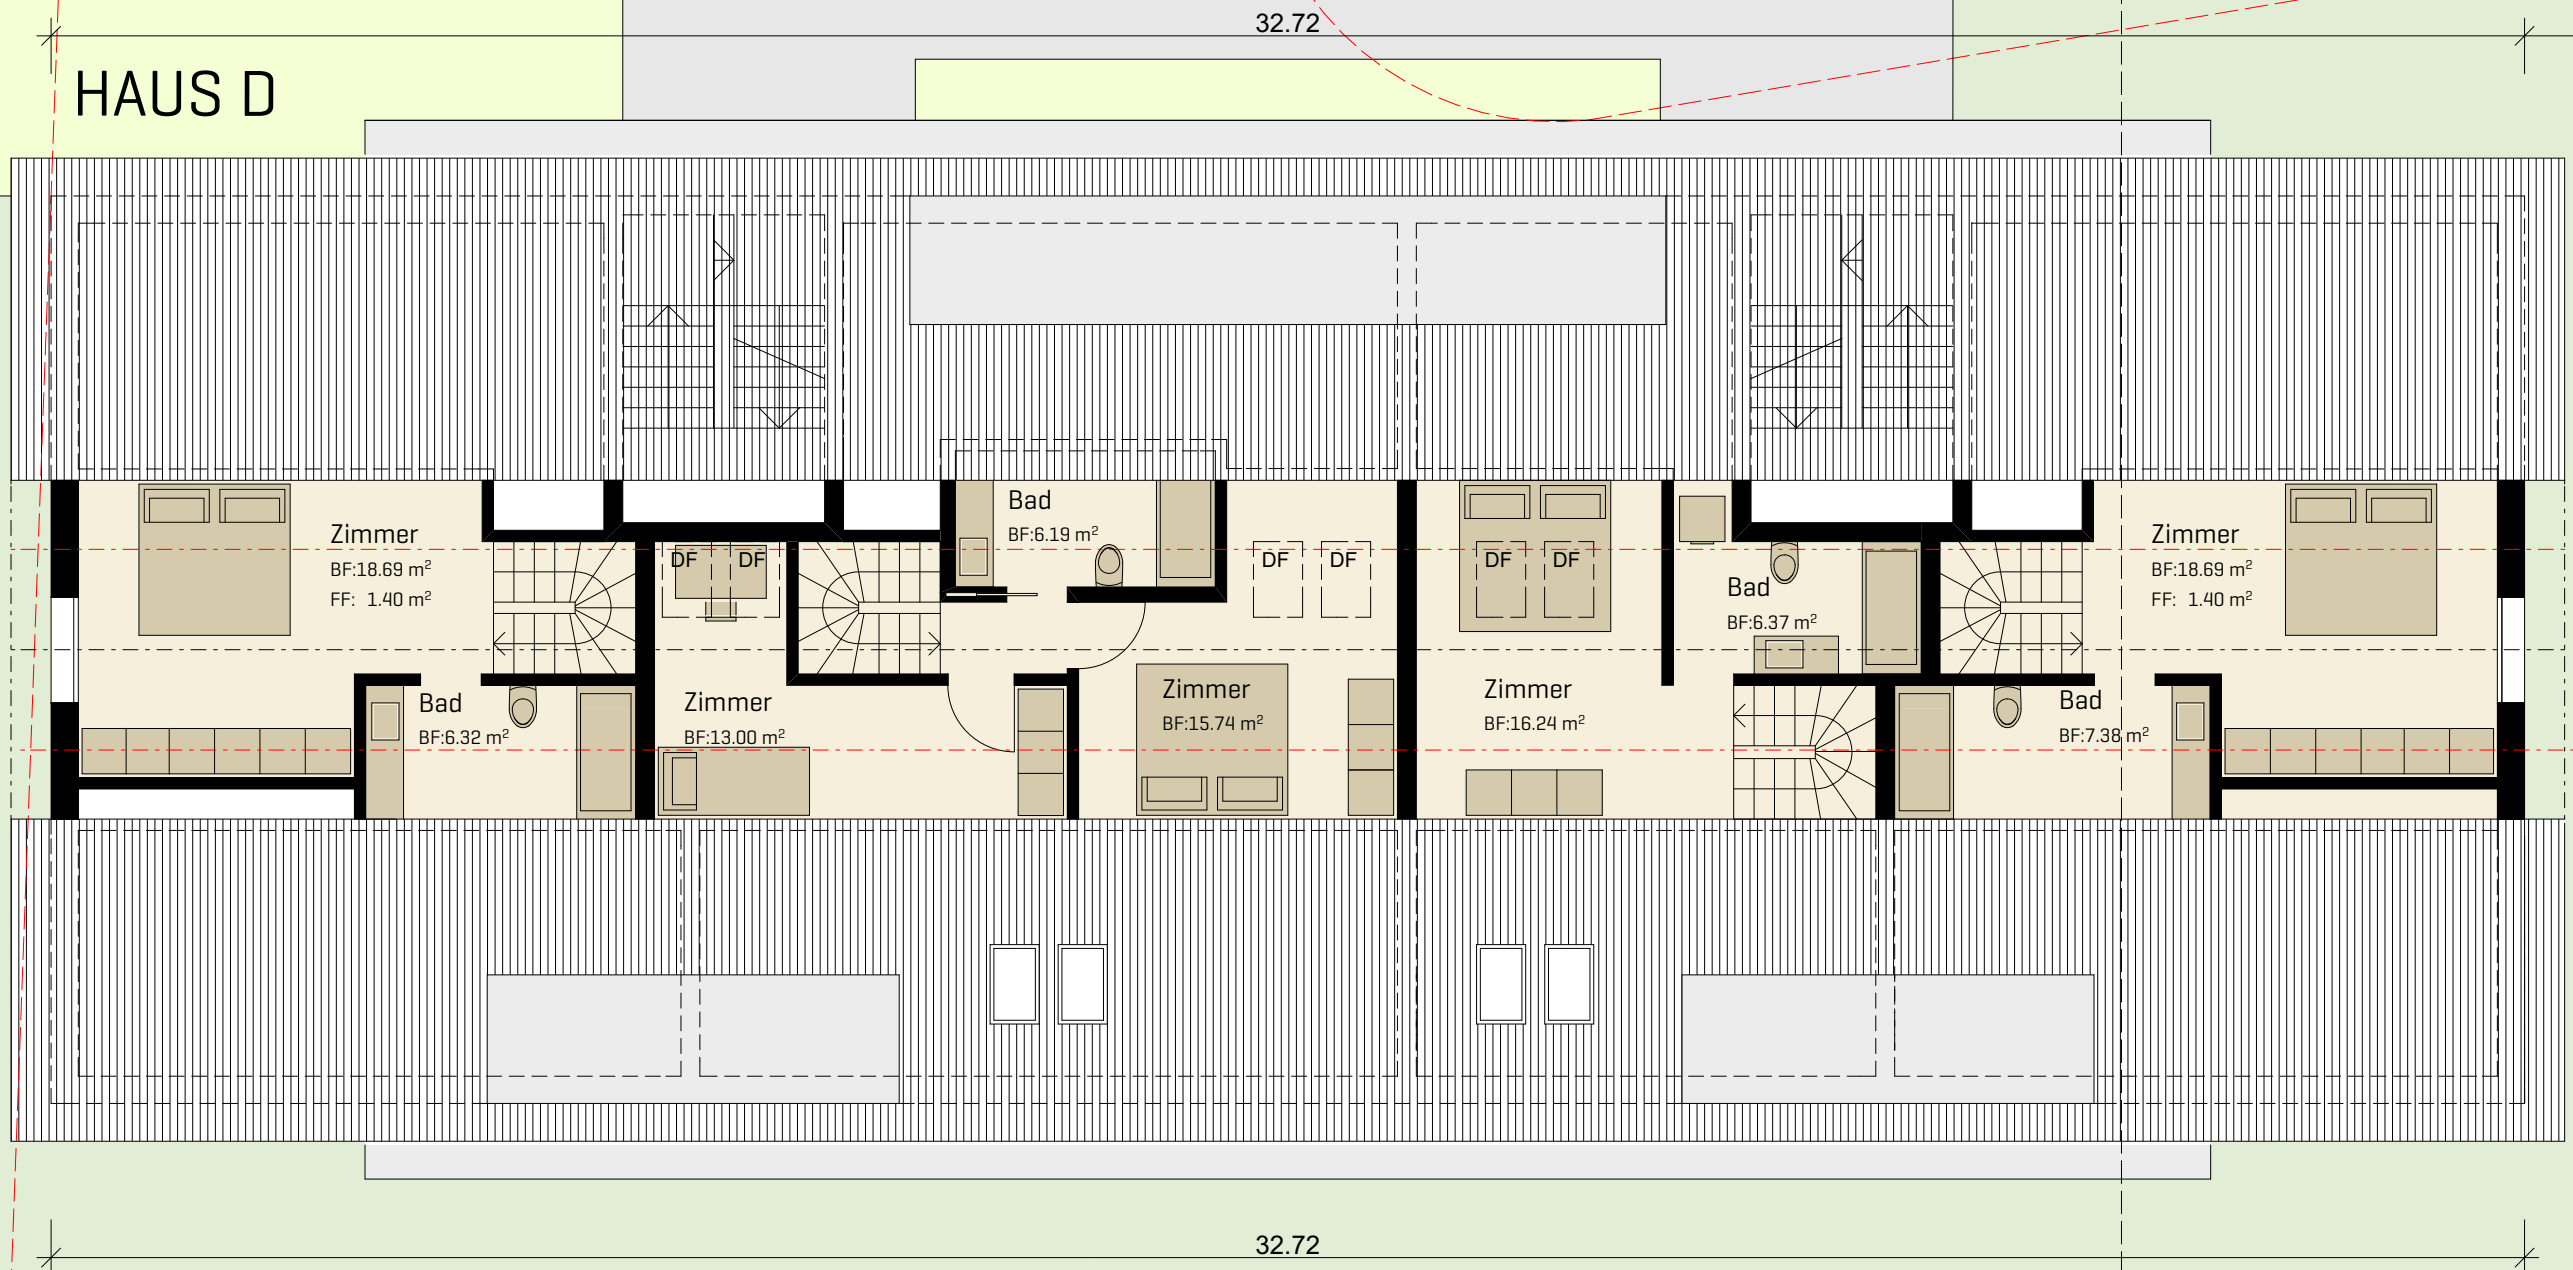 32.72
HAUS D
Zimmer
BF:18.69 m²
FF: 1.40 m²
Bad
BF:6.32 m²
DF
DF
Zimmer
BF:13.00 m²
Bad
BF:6.19 m²
DF
DF
Zimmer
BF:15.74 m²
DF
DF
Zimmer
BF:16.24 m²
Bad
BF:6.37 m²
Zimmer
BF:18.69 m²
FF: 1.40 m²
Bad
BF:7.38 m²
32.72